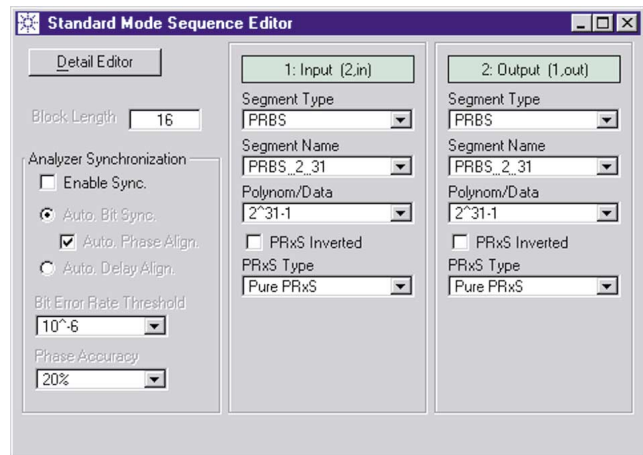 Standard Mode Sequence Editor
Detail Editor
Block Length 16
Analyzer Synchronization
Enable Sync.
Auto. Bit Sync.
Auto. Phase Align.
Auto. Delay Align.
Bit Error Rate Threshold
10^-6
Phase Accuracy
20%
1: Input (2,in)
Segment Type
PRBS
Segment Name
PRBS_2_31
Polynom/Data
2^31-1
PRxS Inverted
PRxS Type
Pure PRxS
2: Output (1,out)
Segment Type
PRBS
Segment Name
PRBS_2_31
Polynom/Data
2^31-1
PRxS Inverted
PRxS Type
Pure PRxS